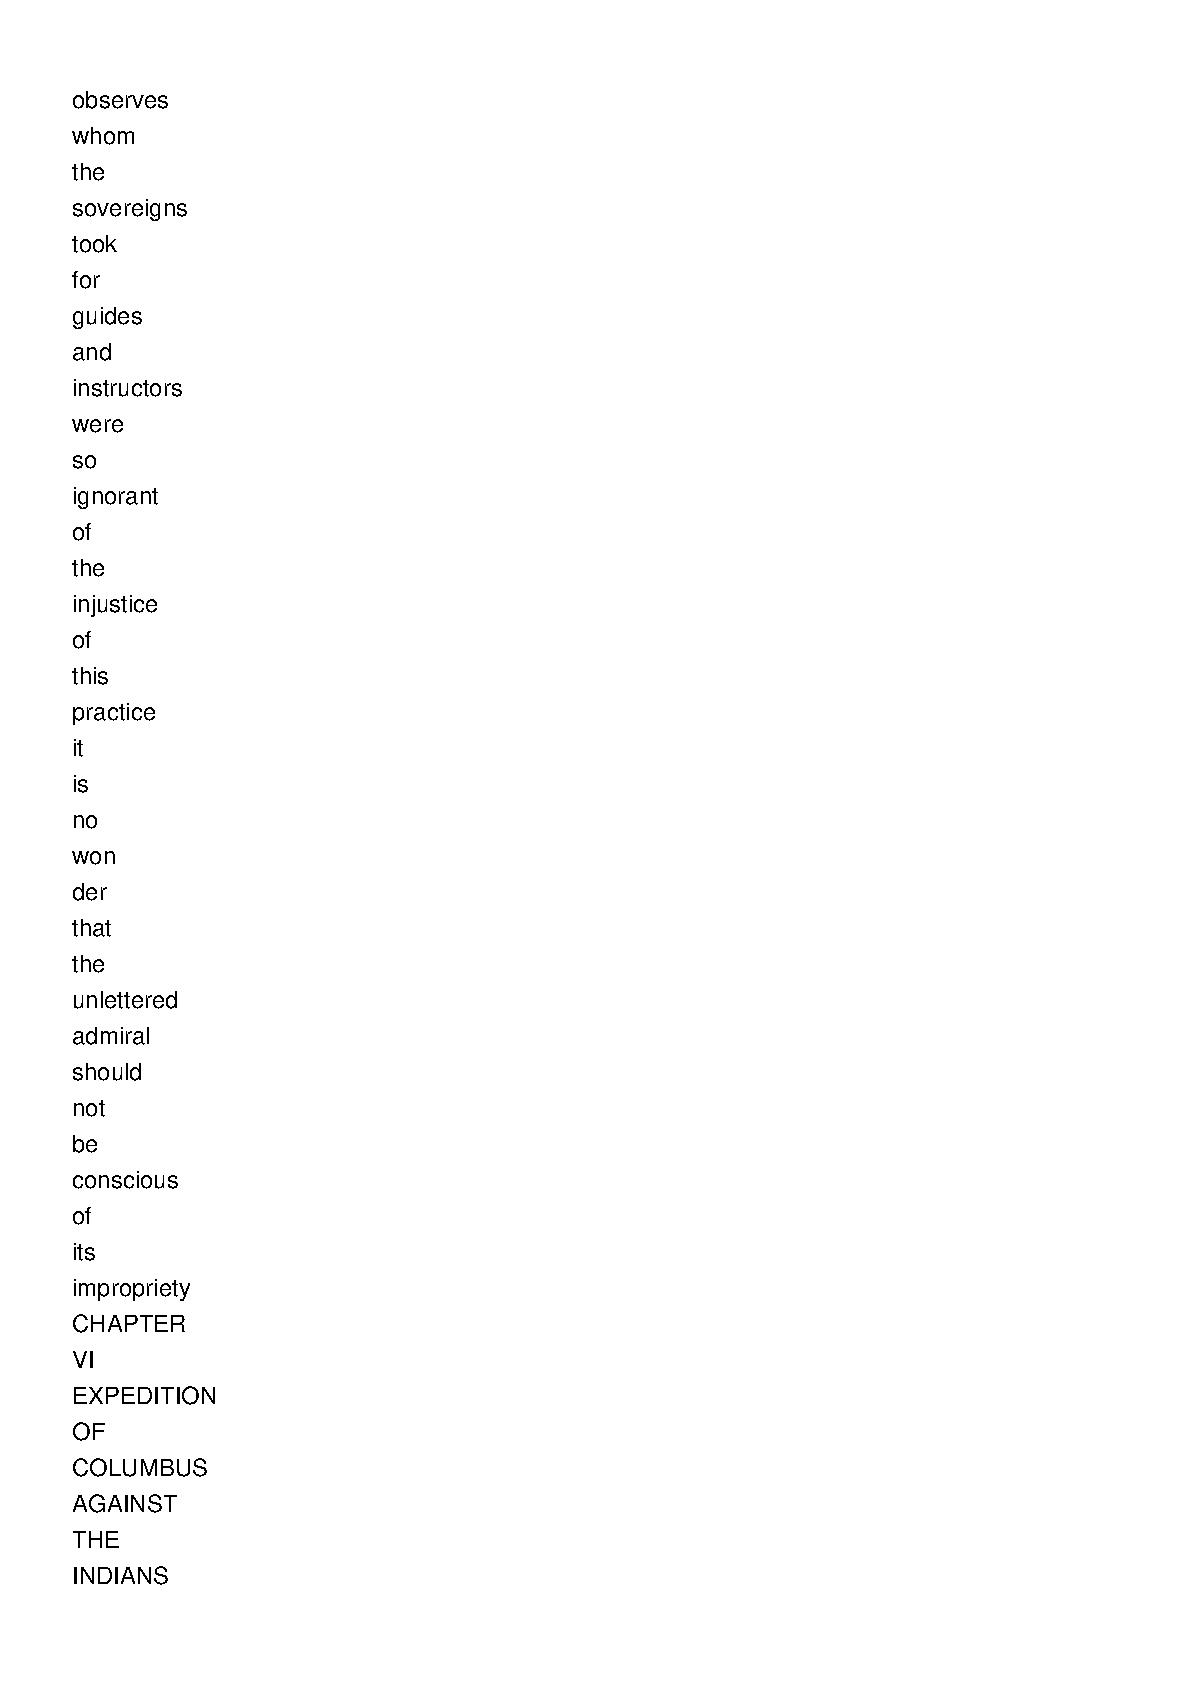 observes
whom
the
sovereigns
took
for
guides
and
instructors
were
so
ignorant
of
the
injustice
of
this
practice
it
is
no
won
der
that
the
unlettered
admiral
should
not
be
conscious
of
its
impropriety
CHAPTER
VI
EXPEDITION
OF
COLUMBUS
AGAINST
THE
INDIANS